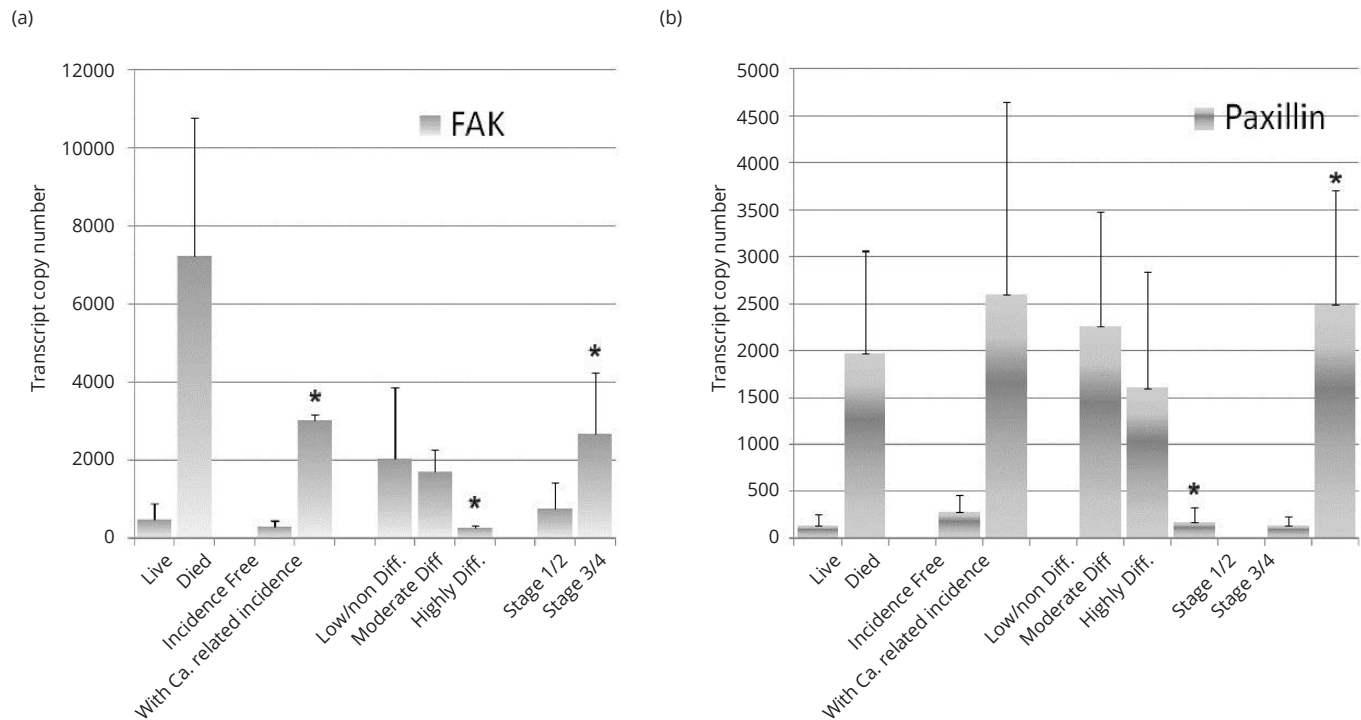 (a)
FAK
Transcript copy number
12000
10000
8000
6000
4000
2000
0
*
*
*
Live
Died
Incidence Free
With Ca. related incidence
Low/non Diff.
Moderate Diff
Highly Diff.
Stage 1/2
Stage 3/4
(b)
Paxillin
Transcript copy number
5000
4500
4000
3500
3000
2500
2000
1500
1000
500
0
*
*
Live
Died
Incidence Free
With Ca. related incidence
Low/non Diff.
Moderate Diff
Highly Diff.
Stage 1/2
Stage 3/4